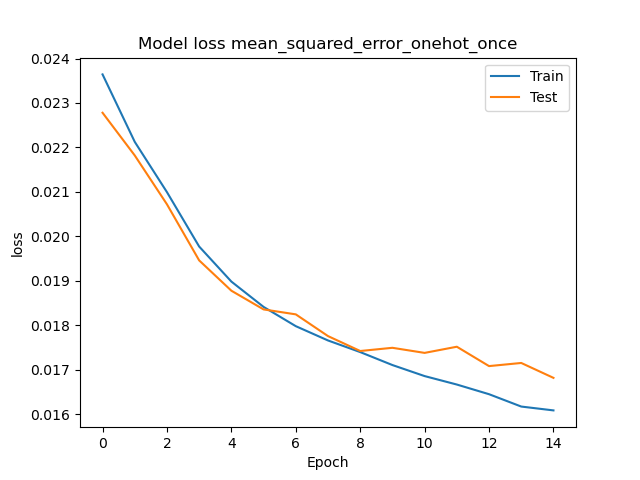 Model loss mean_squared_error_onehot_once
0.024
0.023
0.022
0.021
0.020
0.019
0.018
0.017
0.016
loss
Train
Test
0 2 4 6 8 10 12 14
Epoch